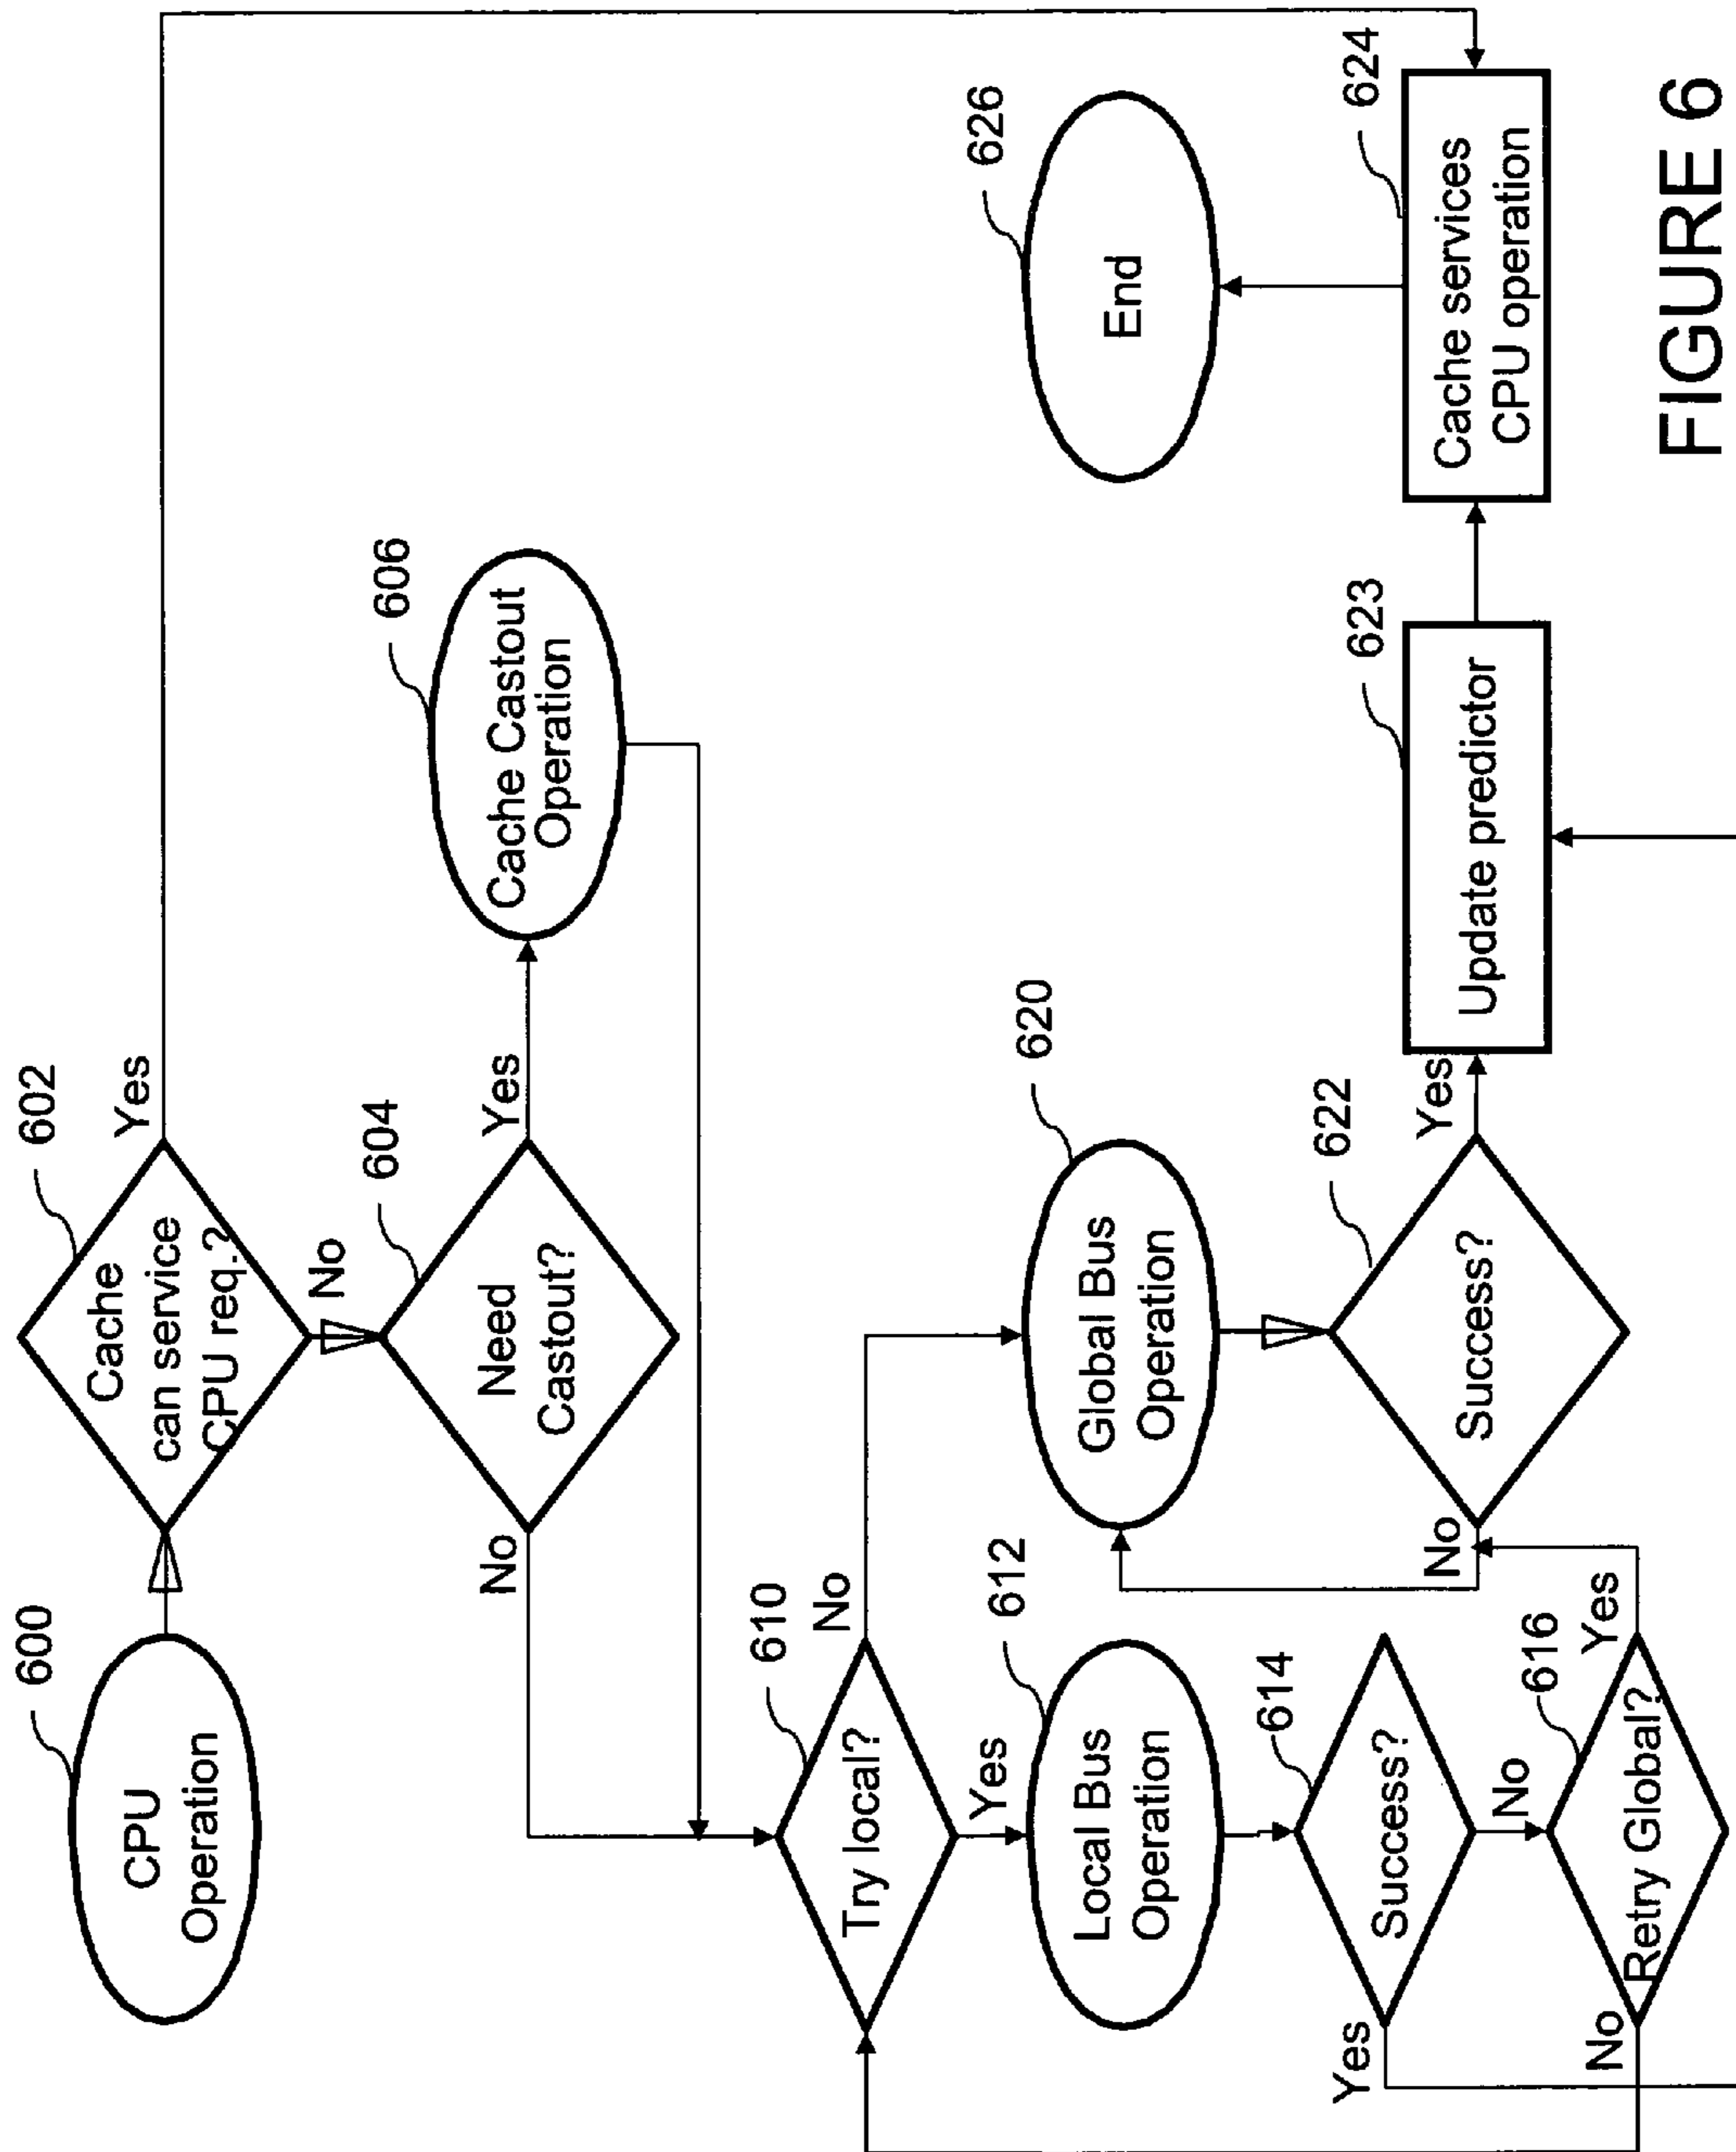 600
CPU
Operation
602
Cache
can service
CPU req.?
Yes
No
604
Need
Castout?
Yes
No
606
Cache Castout
Operation
610
Try local?
No
Yes
612
Local Bus
Operation
614
Success?
Yes
No
616
Retry Global?
Yes
No
620
Global Bus
Operation
622
Success?
No
Yes
623
Update predictor
624
Cache services
CPU operation
626
End
FIGURE 6